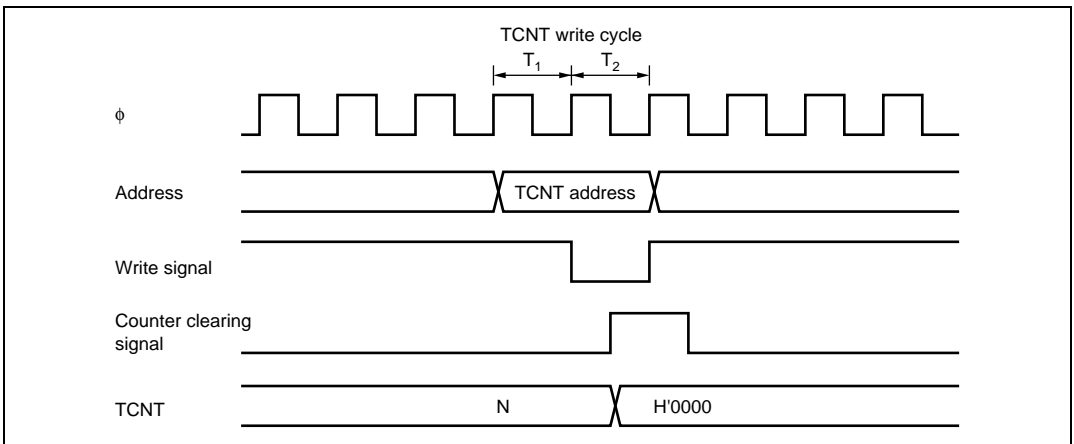 TCNT write cycle
T1 T2
ϕ
Address
TCNT address
Write signal
Counter clearing
signal
TCNT
N
H'0000